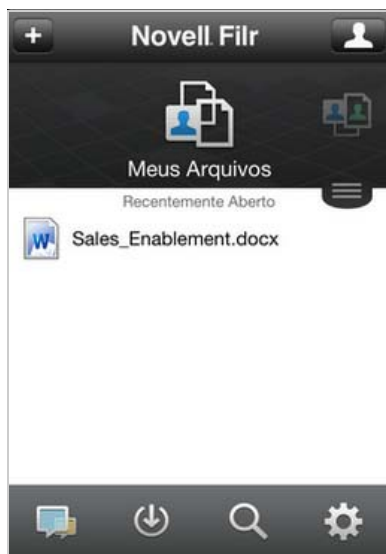 Novell Filr
Meus Arquivos
Recentemente Aberto
Sales_Enablement.docx